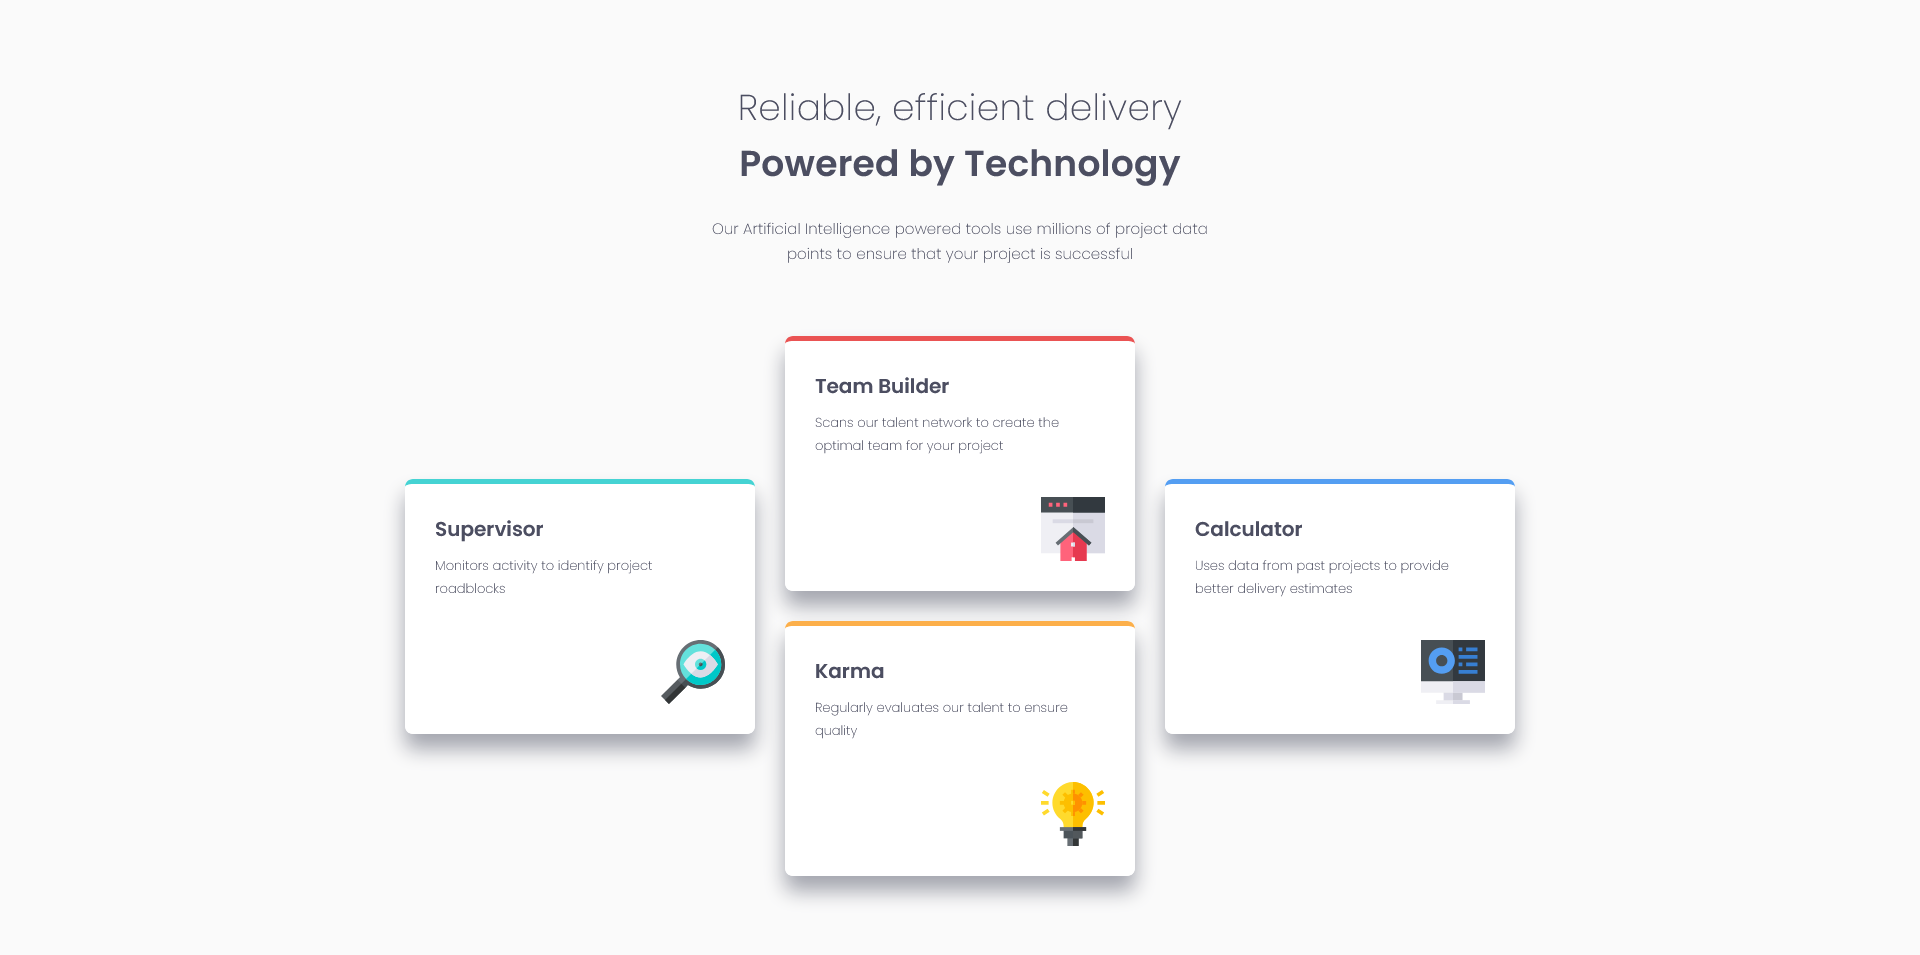 Reliable, efficient delivery
Powered by Technology
Our Artificial Intelligence powered tools use millions of project data
points to ensure that your project is successful
Supervisor
Monitors activity to identify project
roadblocks
Team Builder
Scans our talent network to create the
optimal team for your project
Karma
Regularly evaluates our talent to ensure
quality
Calculator
Uses data from past projects to provide
better delivery estimates